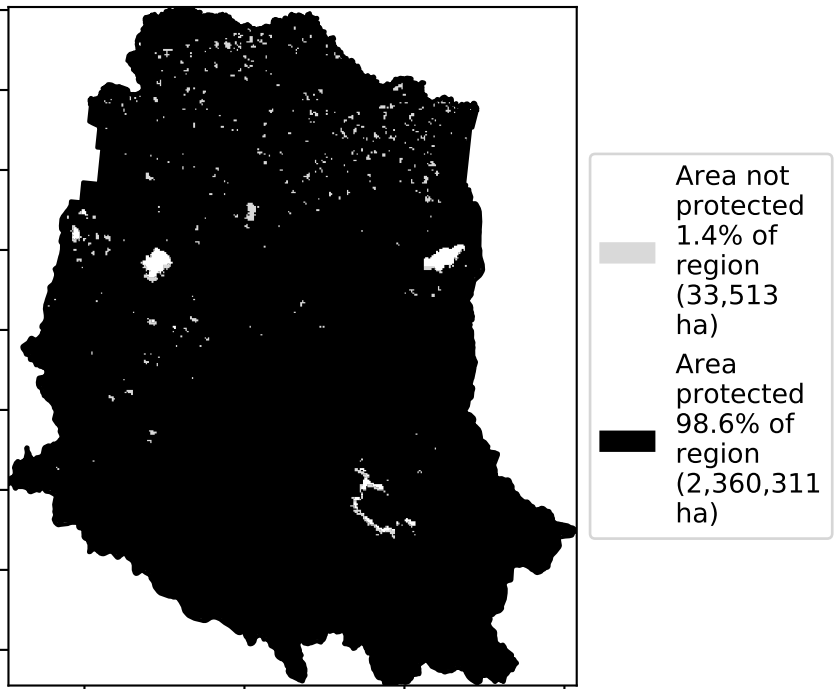 Area not
protected
1.4% of
region
(33,513
ha)
Area
protected
98.6% of
region
(2,360,311
ha)